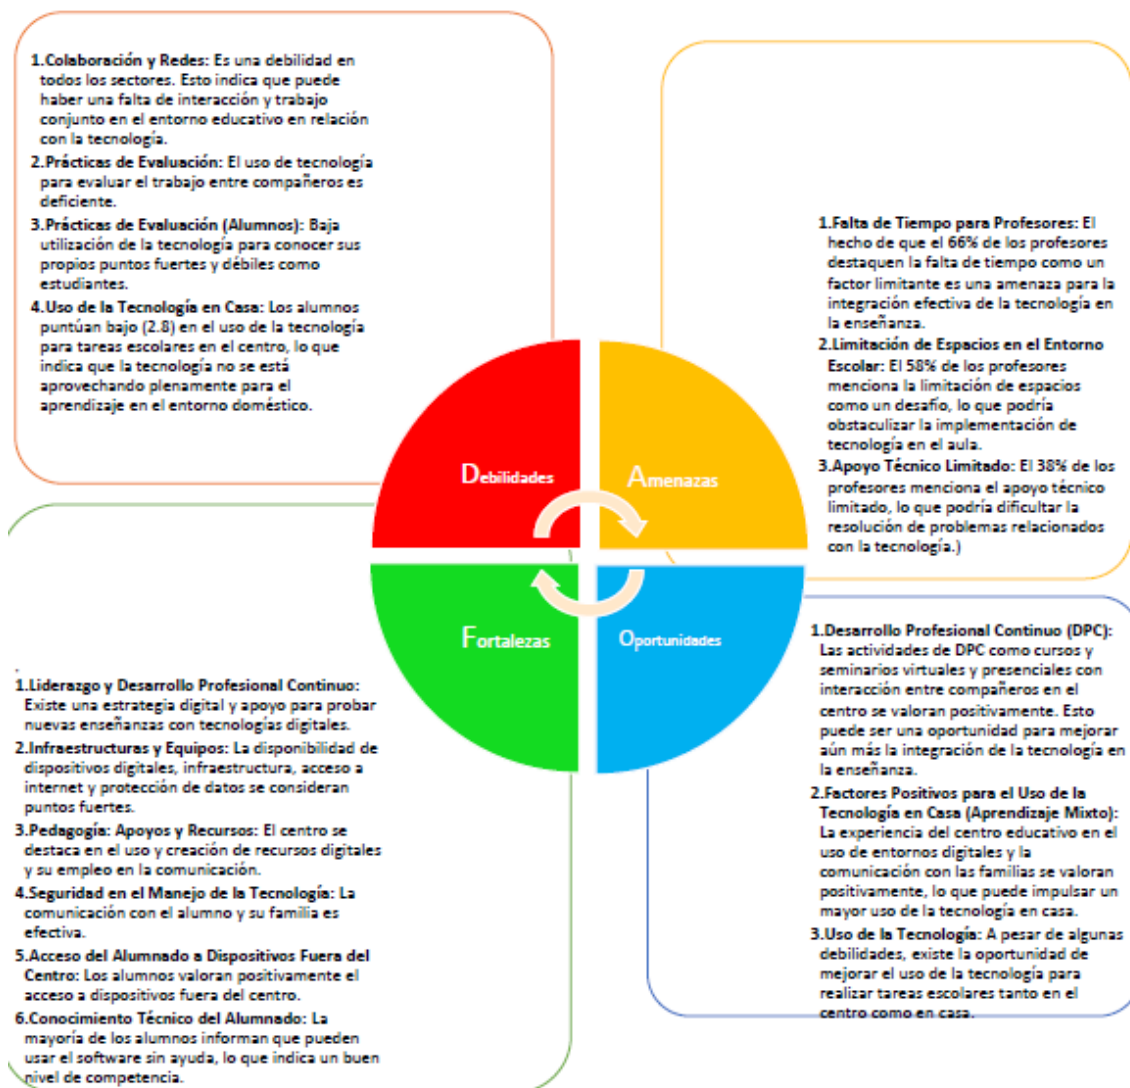 1.Colaboración y Redes: Es una debilidad en
todos los sectores. Esto indica que puede
haber una falta de interacción y trabajo
conjunto en el entorno educativo en relación
con la tecnología.
2.Prácticas de Evaluación: El uso de tecnología
para evaluar el trabajo entre compañeros es
deficiente.
3.Prácticas de Evaluación (Alumnos): Baja
utilización de la tecnología para conocer sus
propios puntos fuertes y débiles como
estudiantes.
4.Uso de la Tecnología en Casa: Los alumnos
puntúan bajo (2.8) en el uso de la tecnología
para tareas escolares en el centro, lo que
indica que la tecnología no se está
aprovechando plenamente para el
aprendizaje en el entorno doméstico.
1.Falta de Tiempo para Profesores: El
hecho de que el 66% de los profesores
destaquen la falta de tiempo como un
factor limitante es una amenaza para la
integración efectiva de la tecnología en
la enseñanza.
2.Limitación de Espacios en el Entorno
Escolar: El 58% de los profesores
menciona la limitación de espacios
como un desafío, lo que podría
obstaculizar la implementación de
tecnología en el aula.
3.Apoyo Técnico Limitado: El 38% de los
profesores menciona el apoyo técnico
limitado, lo que podría dificultar la
resolución de problemas relacionados
con la tecnología.)
Debilidades
Amenazas
Fortalezas
Oportunidades
.
1.Liderazgo y Desarrollo Profesional Continuo:
Existe una estrategia digital y apoyo para probar
nuevas enseñanzas con tecnologías digitales.
2.Infraestructuras y Equipos: La disponibilidad de
dispositivos digitales, infraestructura, acceso a
internet y protección de datos se consideran
puntos fuertes.
3.Pedagogía: Apoyos y Recursos: El centro se
destaca en el uso y creación de recursos digitales
y su empleo en la comunicación.
4.Seguridad en el Manejo de la Tecnología: La
comunicación con el alumno y su familia es
efectiva.
5.Acceso del Alumnado a Dispositivos Fuera del
Centro: Los alumnos valoran positivamente el
acceso a dispositivos fuera del centro.
6.Conocimiento Técnico del Alumnado: La
mayoría de los alumnos informan que pueden
usar el software sin ayuda, lo que indica un buen
nivel de competencia.
1.Desarrollo Profesional Continuo (DPC):
Las actividades de DPC como cursos y
seminarios virtuales y presenciales con
interacción entre compañeros en el
centro se valoran positivamente. Esto
puede ser una oportunidad para mejorar
aún más la integración de la tecnología en
la enseñanza.
2.Factores Positivos para el Uso de la
Tecnología en Casa (Aprendizaje Mixto):
La experiencia del centro educativo en el
uso de entornos digitales y la
comunicación con las familias se valoran
positivamente, lo que puede impulsar un
mayor uso de la tecnología en casa.
3.Uso de la Tecnología: A pesar de algunas
debilidades, existe la oportunidad de
mejorar el uso de la tecnología para
realizar tareas escolares tanto en el
centro como en casa.